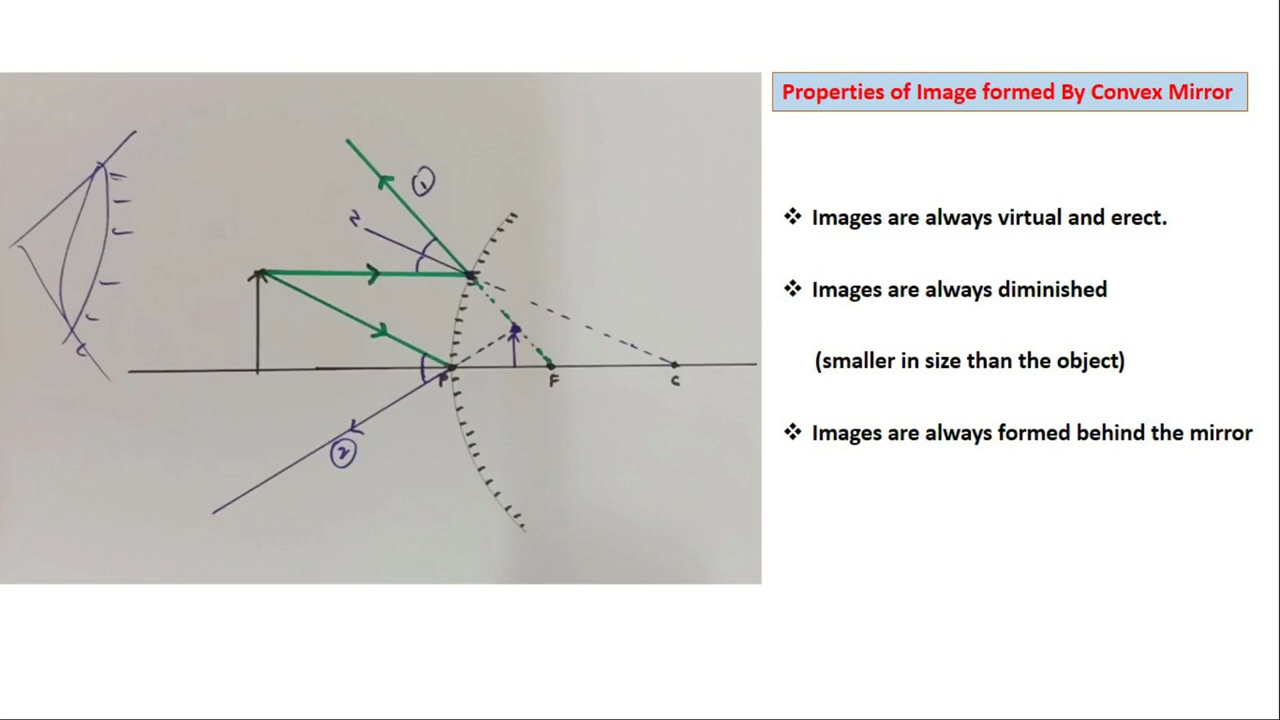 Properties of Image formed By Convex Mirror
1
2
P
F
C
2
❖ Images are always virtual and erect.
❖ Images are always diminished
(smaller in size than the object)
❖ Images are always formed behind the mirror